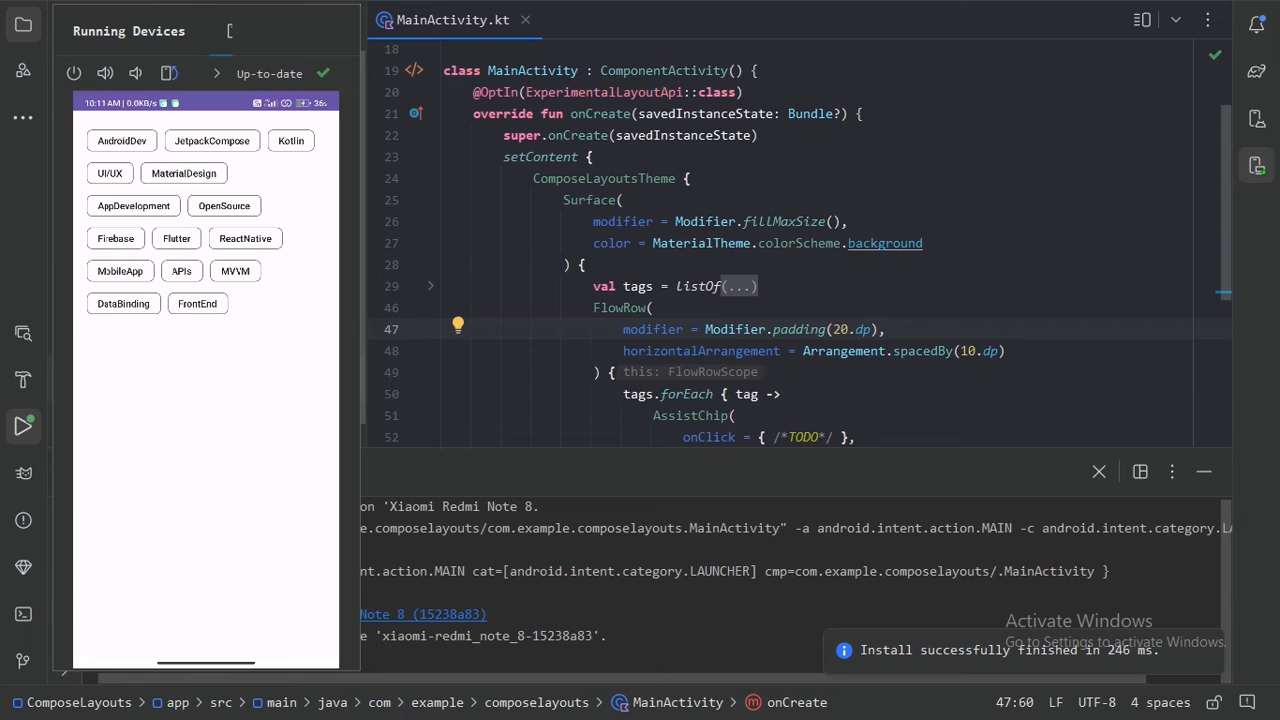 Running Devices
MainActivity.kt
Up-to-date
10:11 AM | 0.0KB/s
36
AndroidDev
JetpackCompose
Kotlin
UI/UX
MaterialDesign
AppDevelopment
OpenSource
Firebase
Flutter
ReactNative
MobileApp
APIs
MVVM
DataBinding
FrontEnd
18
19 class MainActivity : ComponentActivity() {
20 @OptIn(ExperimentalLayoutApi::class)
21 override fun onCreate(savedInstanceState: Bundle?) {
22 super.onCreate(savedInstanceState)
23 setContent {
24 ComposeLayoutsTheme {
25 Surface(
26 modifier = Modifier.fillMaxSize(),
27 color = MaterialTheme.colorScheme.background
28 ) {
29 val tags = listOf(...)
46 FlowRow(
47 modifier = Modifier.padding(20.dp),
48 horizontalArrangement = Arrangement.spacedBy(10.dp)
49 ) { this: FlowRowScope
50 tags.forEach { tag ->
51 AssistChip(
52 onClick = { /*TODO*/ },
on 'Xiaomi Redmi Note 8.
e.composelayouts/com.example.composelayouts.MainActivity" -a android.intent.action.MAIN -c android.intent.category.LA
nt.action.MAIN cat=[android.intent.category.LAUNCHER] cmp=com.example.composelayouts/.MainActivity }
Note 8 (15238a83)
e 'xiaomi-redmi_note_8-15238a83'.
Activate Windows
Go to Settings to activate Windows.
Install successfully finished in 246 ms.
ComposeLayouts > app > src > main > java > com > example > composelayouts > MainActivity > onCreate
47:60 LF UTF-8 4 spaces